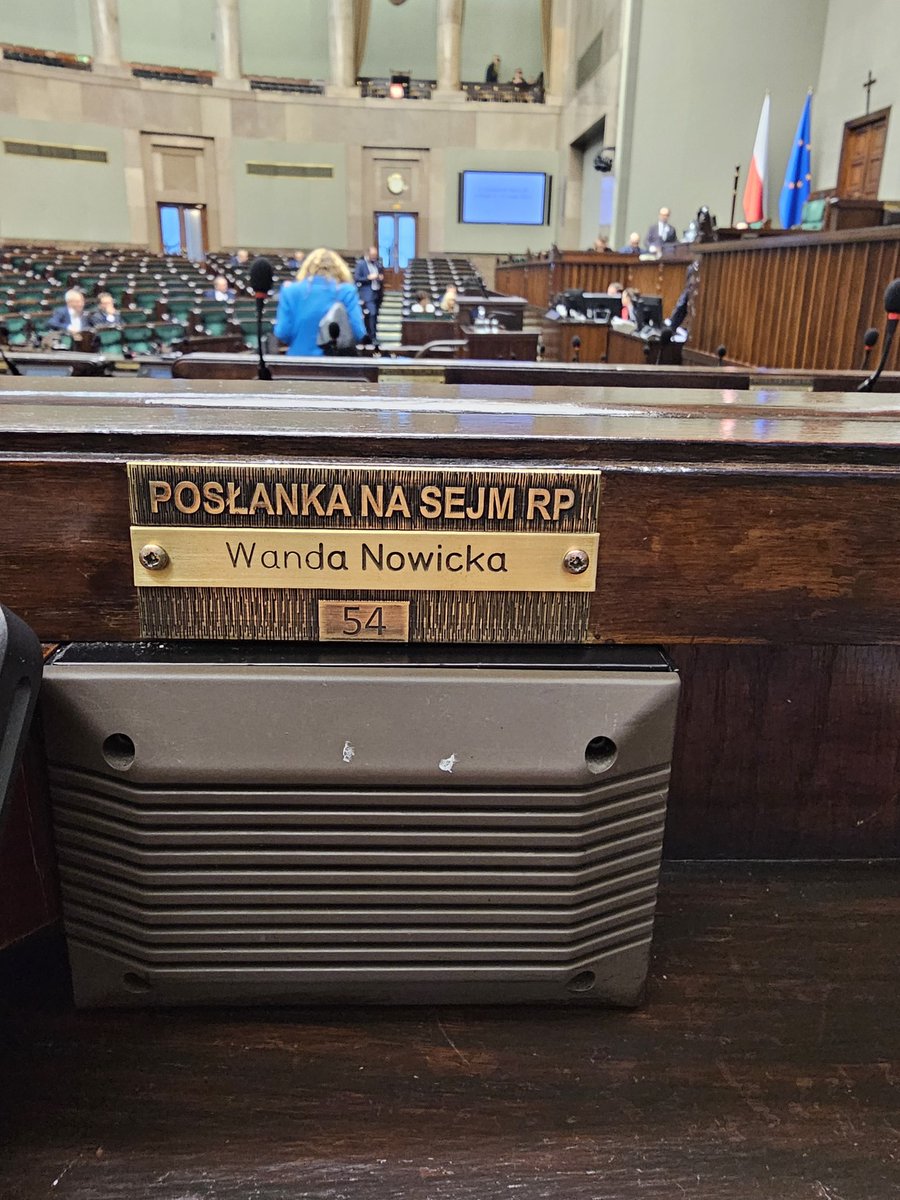 POSŁANKA NA SEJM RP
Wanda Nowicka
54